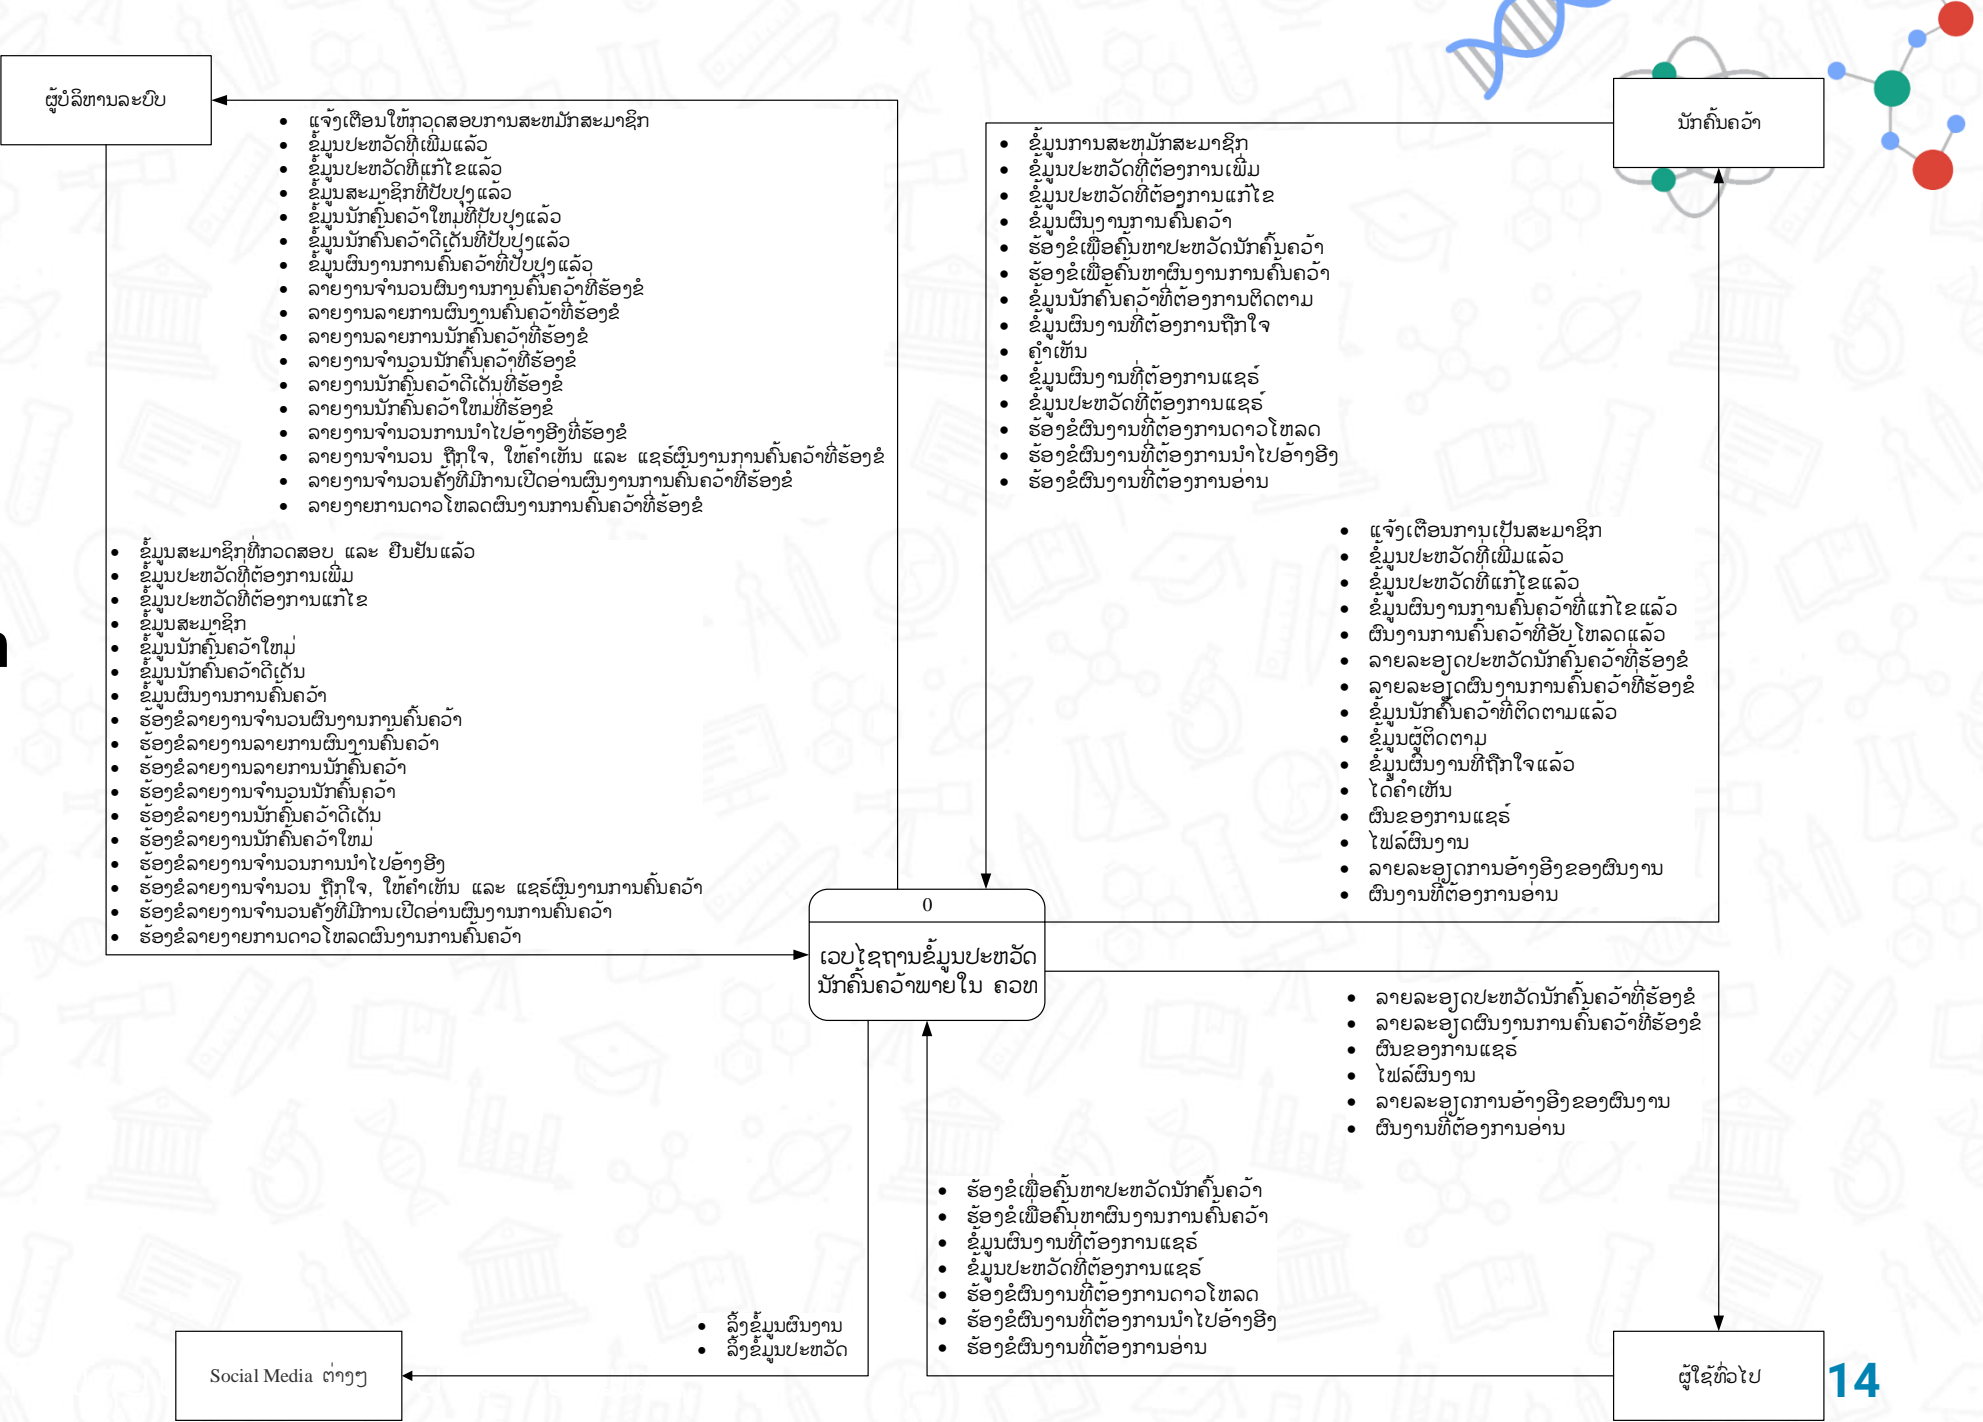 ຜູ້ບໍລິຫານລະບົບ
• ແຈ້ງເຕືອນໃຫ້ກວດສອບການສະຫມັກສະມາຊິກ
• ຂໍ້ມູນປະຫວັດທີ່ເພີ່ມແລ້ວ
• ຂໍ້ມູນປະຫວັດທີ່ແກ້ໄຂແລ້ວ
• ຂໍ້ມູນສະມາຊິກທີ່ປັບປຸງແລ້ວ
• ຂໍ້ມູນນັກຄົ້ນຄວ້າໃຫມ່ທີ່ປັບປຸງແລ້ວ
• ຂໍ້ມູນນັກຄົ້ນຄວ້າດີເດັ່ນທີ່ປັບປຸງແລ້ວ
• ຂໍ້ມູນຜົນງານການຄົ້ນຄວ້າທີ່ປັບປຸງແລ້ວ
• ລາຍງານຈຳນວນຜົນງານການຄົ້ນຄວ້າທີ່ຮ້ອງຂໍ
• ລາຍງານລາຍການຜົນງານຄົ້ນຄວ້າທີ່ຮ້ອງຂໍ
• ລາຍງານລາຍການນັກຄົ້ນຄວ້າທີ່ຮ້ອງຂໍ
• ລາຍງານຈຳນວນນັກຄົ້ນຄວ້າທີ່ຮ້ອງຂໍ
• ລາຍງານນັກຄົ້ນຄວ້າດີເດັ່ນທີ່ຮ້ອງຂໍ
• ລາຍງານນັກຄົ້ນຄວ້າໃຫມ່ທີ່ຮ້ອງຂໍ
• ລາຍງານຈຳນວນການນຳໄປອ້າງອີງທີ່ຮ້ອງຂໍ
• ລາຍງານຈຳນວນ ຖືກໃຈ, ໃຫ້ຄຳເຫັນ ແລະ ແຊຣ໌ຜົນງານການຄົ້ນຄວ້າທີ່ຮ້ອງຂໍ
• ລາຍງານຈຳນວນຄັ້ງທີ່ມີການເປີດອ່ານຜົນງານການຄົ້ນຄວ້າທີ່ຮ້ອງຂໍ
• ລາຍງາຍການດາວໂຫລດຜົນງານການຄົ້ນຄວ້າທີ່ຮ້ອງຂໍ
• ຂໍ້ມູນສະມາຊິກທີ່ກວດສອບ ແລະ ຢືນຢັນແລ້ວ
• ຂໍ້ມູນປະຫວັດທີ່ຕ້ອງການເພີ່ມ
• ຂໍ້ມູນປະຫວັດທີ່ຕ້ອງການແກ້ໄຂ
• ຂໍ້ມູນສະມາຊິກ
• ຂໍ້ມູນນັກຄົ້ນຄວ້າໃຫມ່
• ຂໍ້ມູນນັກຄົ້ນຄວ້າດີເດັ່ນ
• ຂໍ້ມູນຜົນງານການຄົ້ນຄວ້າ
• ຮ້ອງຂໍລາຍງານຈຳນວນຜົນງານການຄົ້ນຄວ້າ
• ຮ້ອງຂໍລາຍງານລາຍການຜົນງານຄົ້ນຄວ້າ
• ຮ້ອງຂໍລາຍງານລາຍການນັກຄົ້ນຄວ້າ
• ຮ້ອງຂໍລາຍງານຈຳນວນນັກຄົ້ນຄວ້າ
• ຮ້ອງຂໍລາຍງານນັກຄົ້ນຄວ້າດີເດັ່ນ
• ຮ້ອງຂໍລາຍງານນັກຄົ້ນຄວ້າໃຫມ່
• ຮ້ອງຂໍລາຍງານຈຳນວນການນຳໄປອ້າງອີງ
• ຮ້ອງຂໍລາຍງານຈຳນວນ ຖືກໃຈ, ໃຫ້ຄຳເຫັນ ແລະ ແຊຣ໌ຜົນງານການຄົ້ນຄວ້າ
• ຮ້ອງຂໍລາຍງານຈຳນວນຄັ້ງທີ່ມີການເປີດອ່ານຜົນງານການຄົ້ນຄວ້າ
• ຮ້ອງຂໍລາຍງາຍການດາວໂຫລດຜົນງານການຄົ້ນຄວ້າ
ນັກຄົ້ນຄວ້າ
• ຂໍ້ມູນການສະຫມັກສະມາຊິກ
• ຂໍ້ມູນປະຫວັດທີ່ຕ້ອງການເພີ່ມ
• ຂໍ້ມູນປະຫວັດທີ່ຕ້ອງການແກ້ໄຂ
• ຂໍ້ມູນຜົນງານການຄົ້ນຄວ້າ
• ຮ້ອງຂໍເພື່ອຄົ້ນຫາປະຫວັດນັກຄົ້ນຄວ້າ
• ຮ້ອງຂໍເພື່ອຄົ້ນຫາຜົນງານການຄົ້ນຄວ້າ
• ຂໍ້ມູນນັກຄົ້ນຄວ້າທີ່ຕ້ອງການຕິດຕາມ
• ຂໍ້ມູນຜົນງານທີ່ຕ້ອງການຖືກໃຈ
• ຄຳເຫັນ
• ຂໍ້ມູນຜົນງານທີ່ຕ້ອງການແຊຣ໌
• ຂໍ້ມູນປະຫວັດທີ່ຕ້ອງການແຊຣ໌
• ຮ້ອງຂໍຜົນງານທີ່ຕ້ອງການດາວໂຫລດ
• ຮ້ອງຂໍຜົນງານທີ່ຕ້ອງການນຳໄປອ້າງອີງ
• ຮ້ອງຂໍຜົນງານທີ່ຕ້ອງການອ່ານ
• ແຈ້ງເຕືອນການເປັນສະມາຊິກ
• ຂໍ້ມູນປະຫວັດທີ່ເພີ່ມແລ້ວ
• ຂໍ້ມູນປະຫວັດທີ່ແກ້ໄຂແລ້ວ
• ຂໍ້ມູນຜົນງານການຄົ້ນຄວ້າທີ່ແກ້ໄຂແລ້ວ
• ຜົນງານການຄົ້ນຄວ້າທີ່ອັບໂຫລດແລ້ວ
• ລາຍລະອຽດປະຫວັດນັກຄົ້ນຄວ້າທີ່ຮ້ອງຂໍ
• ລາຍລະອຽດຜົນງານການຄົ້ນຄວ້າທີ່ຮ້ອງຂໍ
• ຂໍ້ມູນນັກຄົ້ນຄວ້າທີ່ຕິດຕາມແລ້ວ
• ຂໍ້ມູນຜູ້ຕິດຕາມ
• ຂໍ້ມູນຜົນງານທີ່ຖືກໃຈແລ້ວ
• ໄດ້ຄຳເຫັນ
• ຜົນຂອງການແຊຣ໌
• ໄຟລ໌ຜົນງານ
• ລາຍລະອຽດການອ້າງອີງຂອງຜົນງານ
• ຜົນງານທີ່ຕ້ອງການອ່ານ
0
ເວບໄຊຖານຂໍ້ມູນປະຫວັດ
ນັກຄົ້ນຄວ້າພາຍໃນ ຄວທ
• ລາຍລະອຽດປະຫວັດນັກຄົ້ນຄວ້າທີ່ຮ້ອງຂໍ
• ລາຍລະອຽດຜົນງານການຄົ້ນຄວ້າທີ່ຮ້ອງຂໍ
• ຜົນຂອງການແຊຣ໌
• ໄຟລ໌ຜົນງານ
• ລາຍລະອຽດການອ້າງອີງຂອງຜົນງານ
• ຜົນງານທີ່ຕ້ອງການອ່ານ
• ຮ້ອງຂໍເພື່ອຄົ້ນຫາປະຫວັດນັກຄົ້ນຄວ້າ
• ຮ້ອງຂໍເພື່ອຄົ້ນຫາຜົນງານການຄົ້ນຄວ້າ
• ຂໍ້ມູນຜົນງານທີ່ຕ້ອງການແຊຣ໌
• ຂໍ້ມູນປະຫວັດທີ່ຕ້ອງການແຊຣ໌
• ຮ້ອງຂໍຜົນງານທີ່ຕ້ອງການດາວໂຫລດ
• ຮ້ອງຂໍຜົນງານທີ່ຕ້ອງການນຳໄປອ້າງອີງ
• ຮ້ອງຂໍຜົນງານທີ່ຕ້ອງການອ່ານ
• ລິ້ງຂໍ້ມູນຜົນງານ
• ລິ້ງຂໍ້ມູນປະຫວັດ
Social Media ຕ່າງໆ
ຜູ້ໃຊ້ທົ່ວໄປ
14